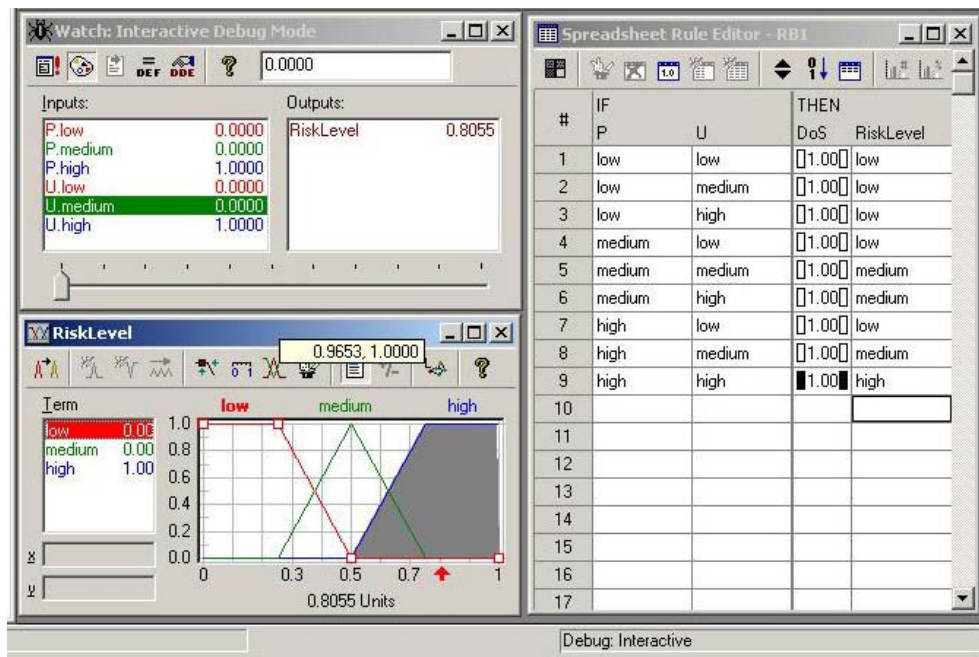 Watch: Interactive Debug Mode
DEF DDE ? 0.0000
Inputs:
P.low 0.0000
P.medium 0.0000
P.high 1.0000
U.low 0.0000
U.medium 0.0000
U.high 1.0000
Outputs:
RiskLevel 0.8055
RiskLevel
0.9653, 1.0000
Term
low 0.00
medium 0.00
high 1.00
x
y
low medium high
1.0
0.8
0.6
0.4
0.2
0.0
0 0.3 0.5 0.7 1
0.8055 Units
Spreadsheet Rule Editor - RB1
# IF THEN
P U DoS RiskLevel
1 low low 1.00 low
2 low medium 1.00 low
3 low high 1.00 low
4 medium low 1.00 low
5 medium medium 1.00 medium
6 medium high 1.00 medium
7 high low 1.00 low
8 high medium 1.00 medium
9 high high 1.00 high
10
11
12
13
14
15
16
17
Debug: Interactive